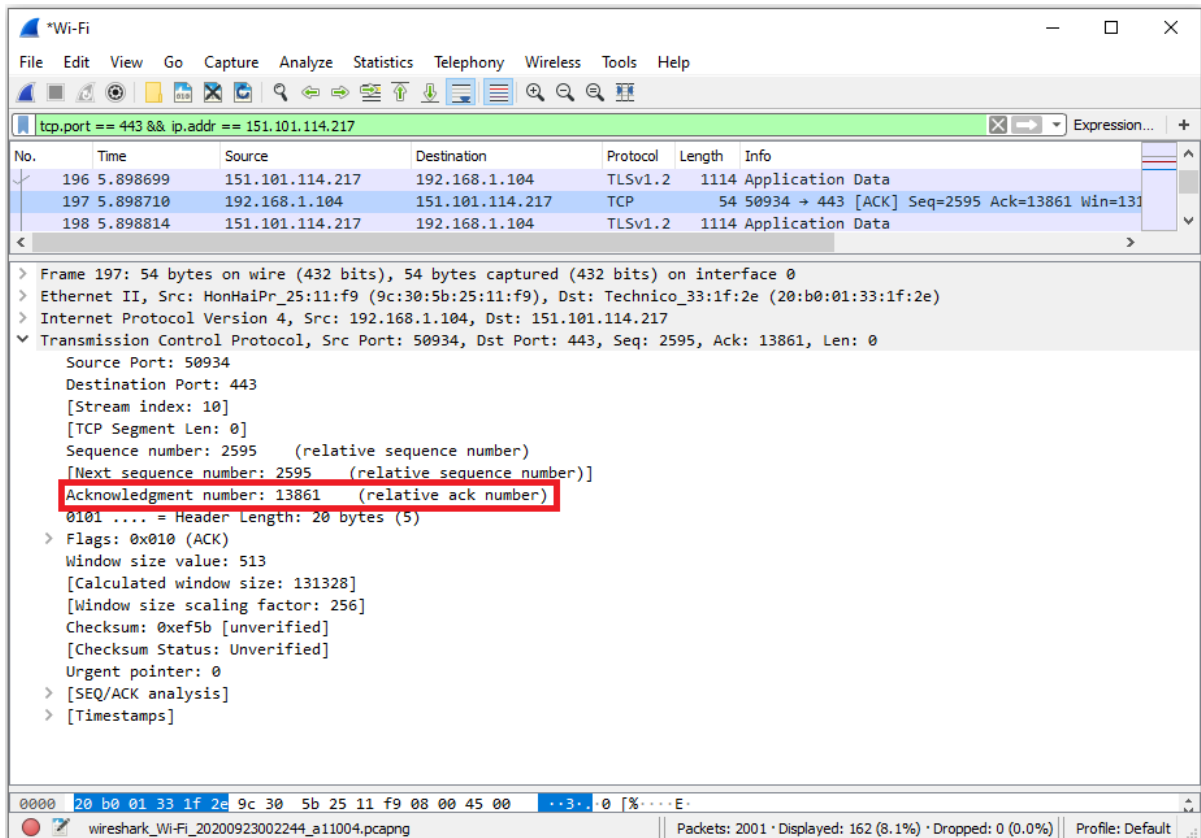 *Wi-Fi
File Edit View Go Capture Analyze Statistics Telephony Wireless Tools Help
tcp.port == 443 && ip.addr == 151.101.114.217 Expression... +
No. Time Source Destination Protocol Length Info
196 5.898699 151.101.114.217 192.168.1.104 TLSv1.2 1114 Application Data
197 5.898710 192.168.1.104 151.101.114.217 TCP 54 50934 → 443 [ACK] Seq=2595 Ack=13861 Win=131
198 5.898814 151.101.114.217 192.168.1.104 TLSv1.2 1114 Application Data
Frame 197: 54 bytes on wire (432 bits), 54 bytes captured (432 bits) on interface 0
Ethernet II, Src: HonHaiPr_25:11:f9 (9c:30:5b:25:11:f9), Dst: Technico_33:1f:2e (20:b0:01:33:1f:2e)
Internet Protocol Version 4, Src: 192.168.1.104, Dst: 151.101.114.217
Transmission Control Protocol, Src Port: 50934, Dst Port: 443, Seq: 2595, Ack: 13861, Len: 0
Source Port: 50934
Destination Port: 443
[Stream index: 10]
[TCP Segment Len: 0]
Sequence number: 2595 (relative sequence number)
[Next sequence number: 2595 (relative sequence number)]
Acknowledgment number: 13861 (relative ack number)
0101 .... = Header Length: 20 bytes (5)
Flags: 0x010 (ACK)
Window size value: 513
[Calculated window size: 131328]
[Window size scaling factor: 256]
Checksum: 0xef5b [unverified]
[Checksum Status: Unverified]
Urgent pointer: 0
[SEQ/ACK analysis]
[Timestamps]
0000 20 b0 01 33 1f 2e 9c 30 5b 25 11 f9 08 00 45 00 ··3·.·0 [%····E·
wireshark_Wi-Fi_20200923002244_a11004.pcapng Packets: 2001 · Displayed: 162 (8.1%) · Dropped: 0 (0.0%) Profile: Default